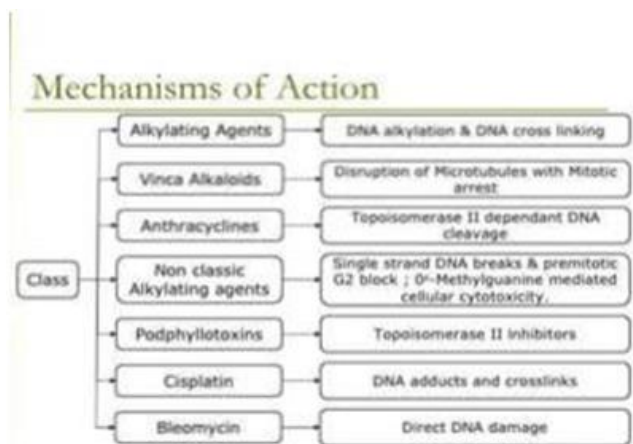 Mechanisms of Action
Alkylating Agents
DNA alkylation & DNA cross linking
Vinca Alkaloids
Disruption of Microtubules with Mitotic
arrest
Anthracyclines
Topoisomerase II dependant DNA
cleavage
Class
Non classic
Alkylating agents
Single strand DNA breaks & premitotic
G2 block ; 0⁶-Methylguanine mediated
cellular cytotoxicity.
Podphyllotoxins
Topoisomerase II Inhibitors
Cisplatin
DNA adducts and crosslinks
Bleomycin
Direct DNA damage